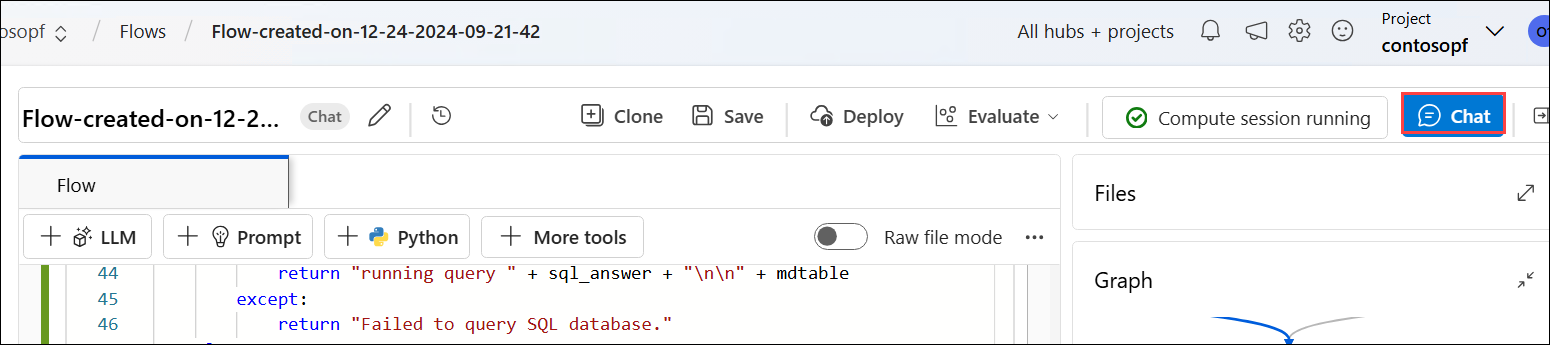 osopf / Flows / Flow-created-on-12-24-2024-09-21-42 All hubs + projects Project
contosopf
Flow-created-on-12-2... Chat Clone Save Deploy Evaluate Compute session running Chat
Flow
Files
+ LLM + Prompt + Python + More tools Raw file mode ...
Graph
44 return "running query " + sql_answer + "\n\n" + mdtable
45 except:
46 return "Failed to query SQL database."